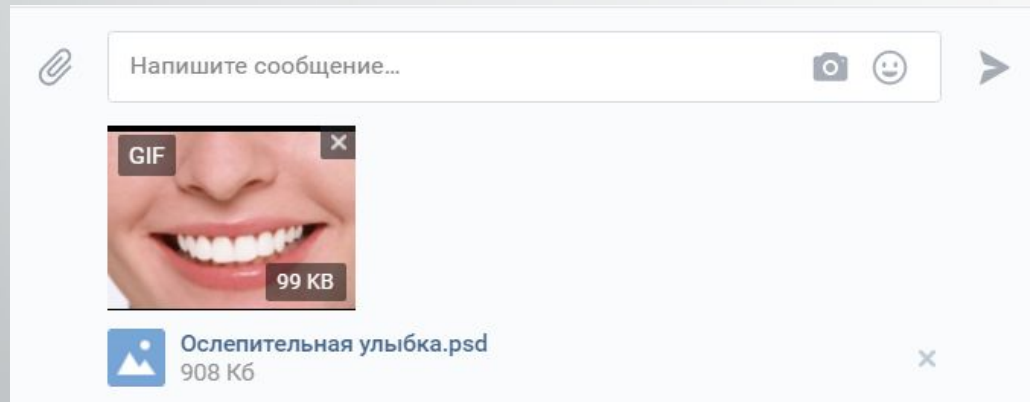 Напишите сообщение...
GIF
99 KB
Ослепительная улыбка.psd
908 Кб